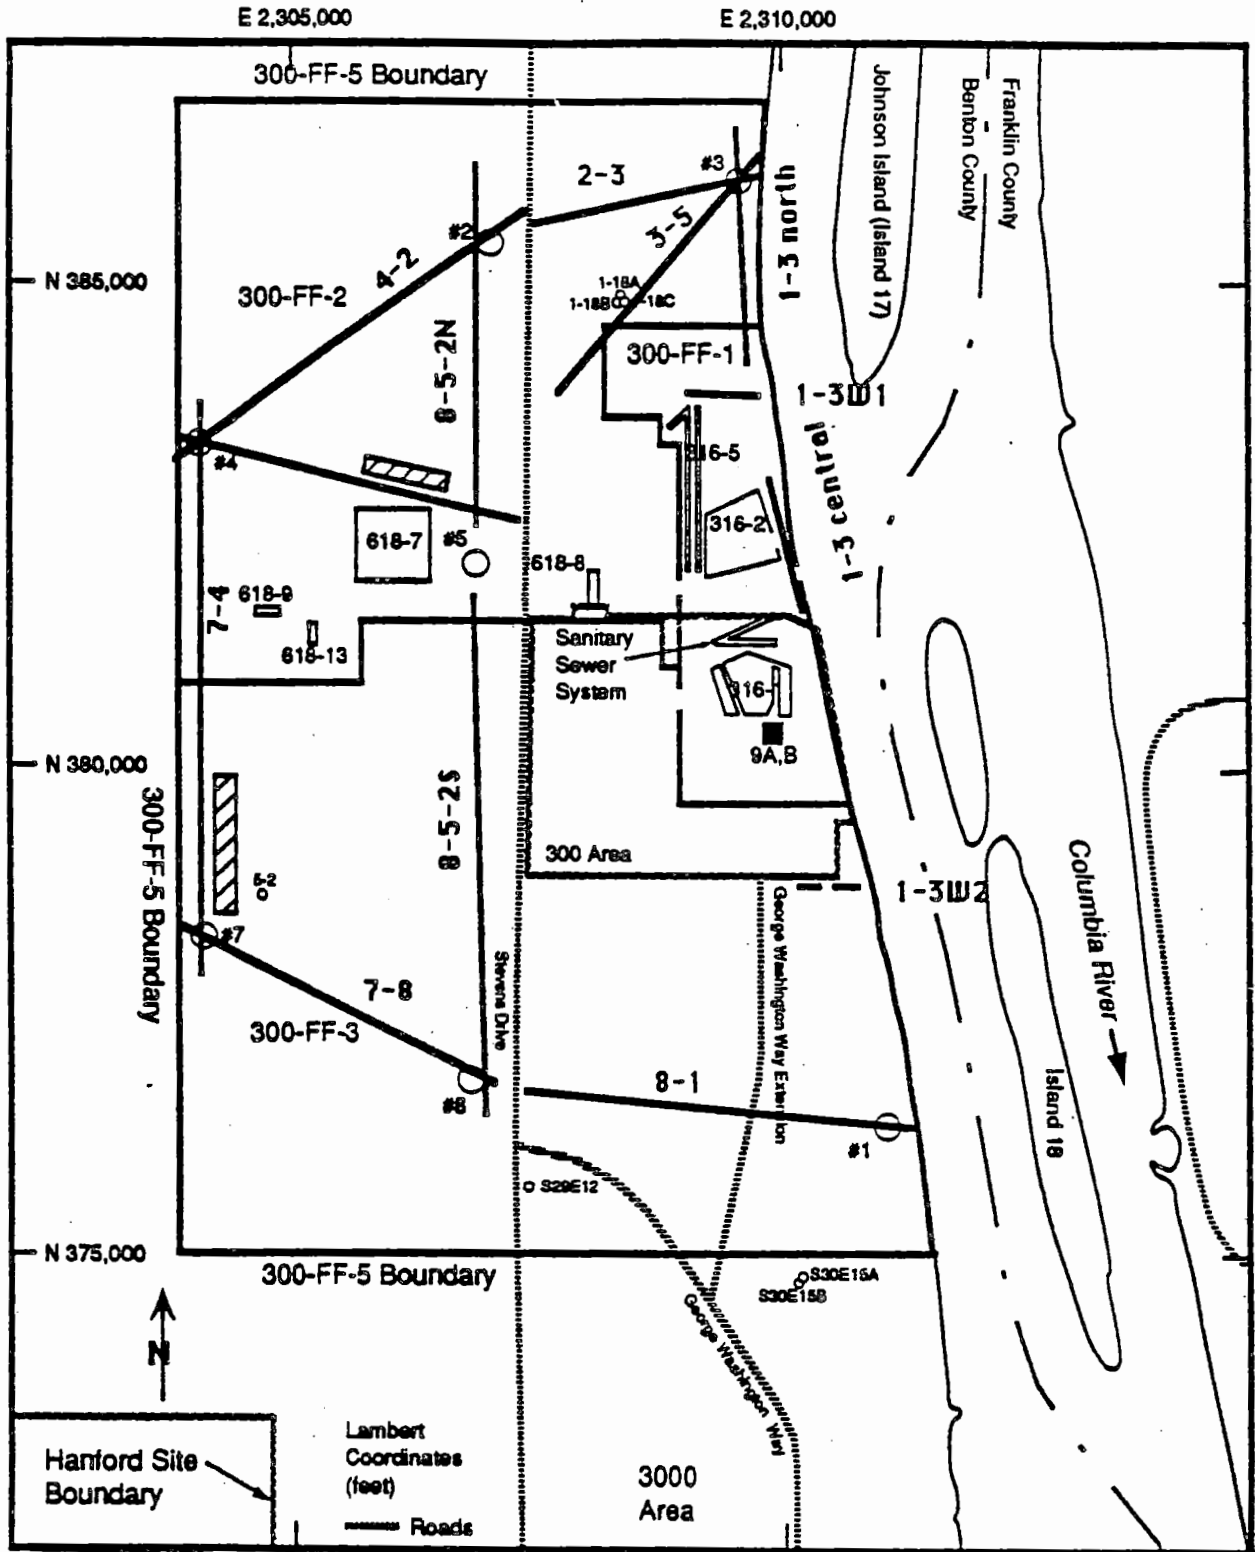 E 2,305,000
E 2,310,000
300-FF-5 Boundary
Johnson Island (Island 17)
Benton County
Franklin County
#3
2-3
1-3 north
3-5
#2
4-2
N 385,000
300-FF-2
1-18A
1-18B
-18C
8-5-2N
300-FF-1
1-3W1
1-3 central
#4
316-5
316-2
618-7
#5
618-8
7-4
618-9
618-13
Sanitary
Sewer
System
316-
9A,B
N 380,000
300-FF-5 Boundary
8-5-2S
300 Area
5-2
1-3W2
Columbia River
#7
7-8
300-FF-3
Stevens Drive
George Washington Way Extension
8-1
#8
#1
Island 18
S29E12
N 375,000
300-FF-5 Boundary
S30E15A
S30E15B
George Washington Way
N
Hanford Site
Boundary
Lambert
Coordinates
(feet)
Roads
3000
Area